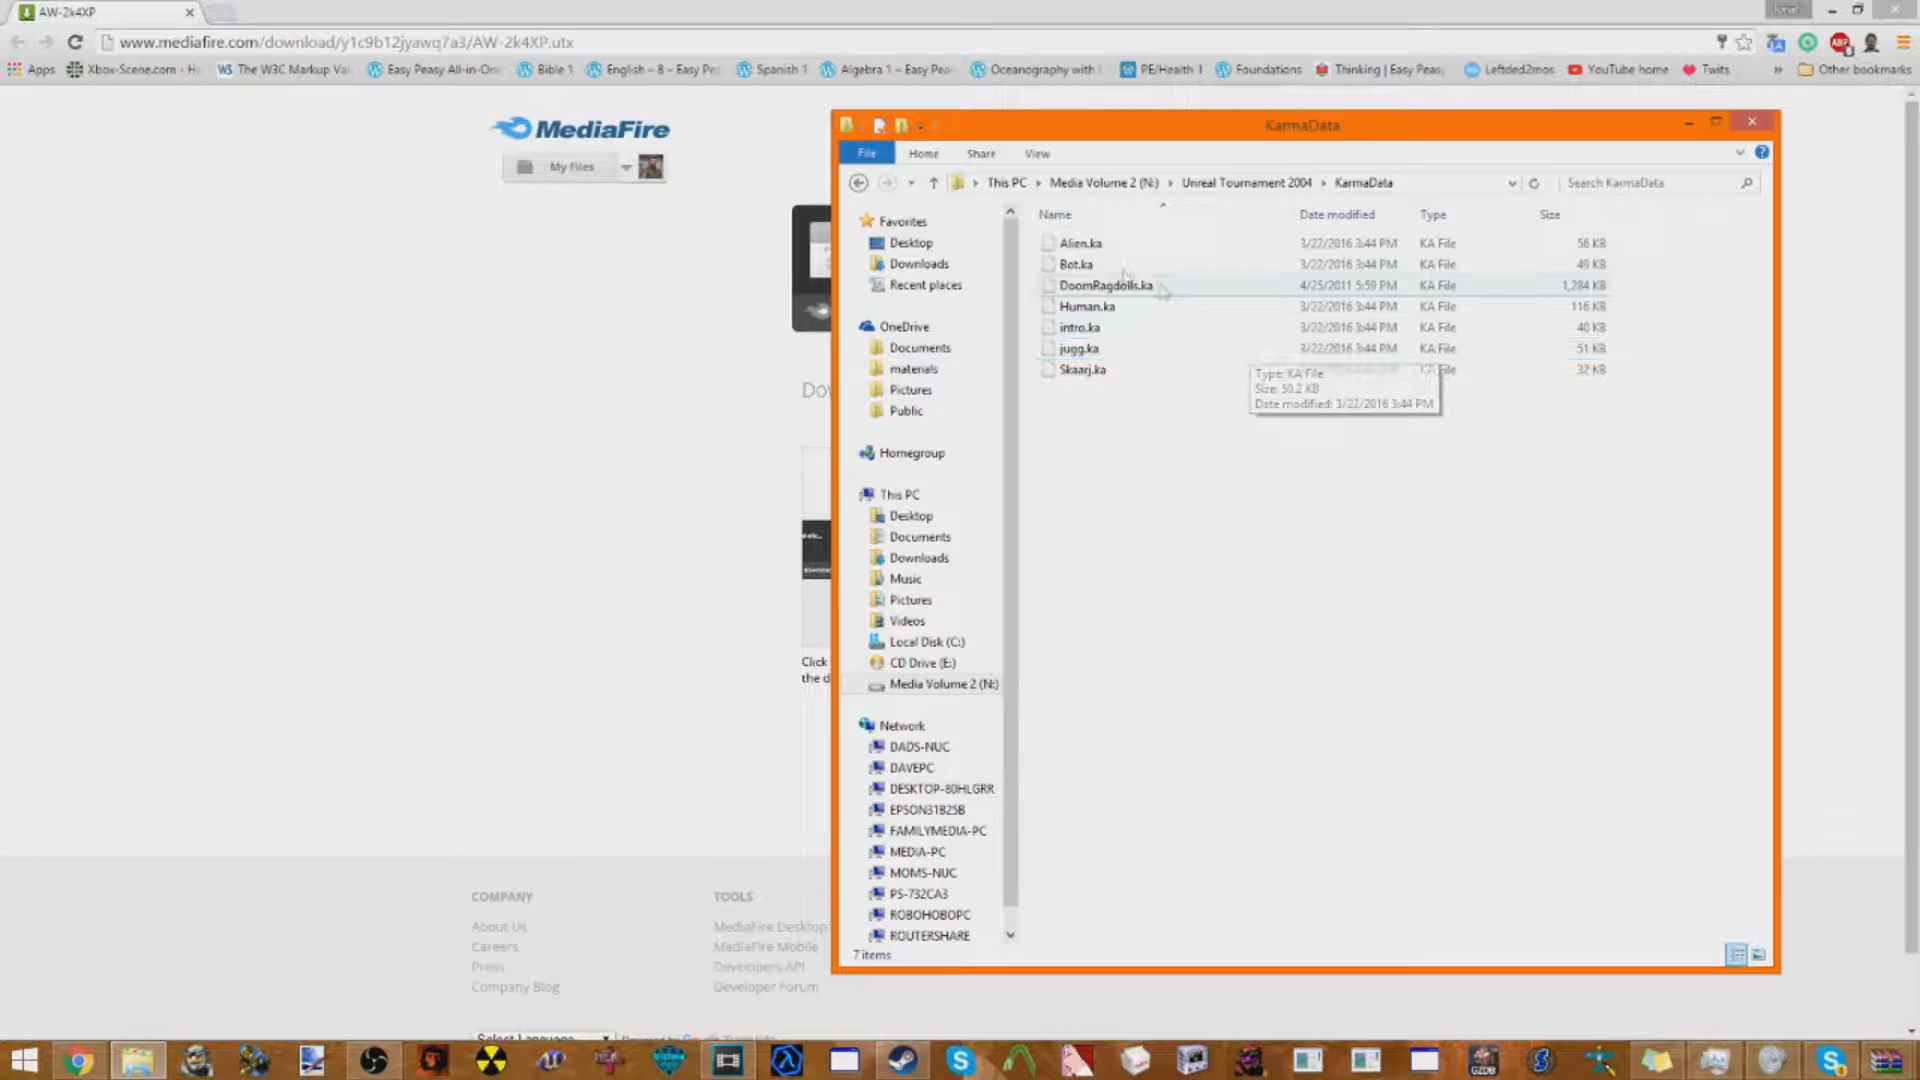 AW-2k4XP
www.mediafire.com/download/y1c9b12jyawq7a3/AW-2k4XP.utx
Apps Xbox-Scene.com - H The W3C Markup Va Easy Peasy All-in-On Bible 1 English – 8 – Easy Pe Spanish 1 Algebra 1 – Easy Pea Oceanography with PE/Health 1 Foundations Thinking | Easy Peas Leftded2mos YouTube home Twits » Other bookmarks
MediaFire
My Files
Click
the d
COMPANY
About Us
Careers
Press
Company Blog
TOOLS
MediaFire Desktop
MediaFire Mobile
Developers API
Developer Forum
Select Language
KarmaData
File Home Share View
This PC Media Volume 2 (N:) Unreal Tournament 2004 KarmaData Search KarmaData
Name Date modified Type Size
Alien.ka 3/22/2016 3:44 PM KA File 56 KB
Bot.ka 3/22/2016 3:44 PM KA File 49 KB
DoomRagdolls.ka 4/25/2011 5:59 PM KA File 1,284 KB
Human.ka 3/22/2016 3:44 PM KA File 116 KB
intro.ka 3/22/2016 3:44 PM KA File 40 KB
jugg.ka 3/22/2016 3:44 PM KA File 51 KB
Skaarj.ka KA File 32 KB
Type: KA File
Size: 50.2 KB
Date modified: 3/22/2016 3:44 PM
Favorites
Desktop
Downloads
Recent places
OneDrive
Documents
materials
Pictures
Public
Homegroup
This PC
Desktop
Documents
Downloads
Music
Pictures
Videos
Local Disk (C:)
CD Drive (E:)
Media Volume 2 (N:)
Network
DADS-NUC
DAVEPC
DESKTOP-80HLGRR
EPSON31B25B
FAMILYMEDIA-PC
MEDIA-PC
MOMS-NUC
PS-732CA3
ROBOHOBOPC
ROUTERSHARE
7 items
GZDB